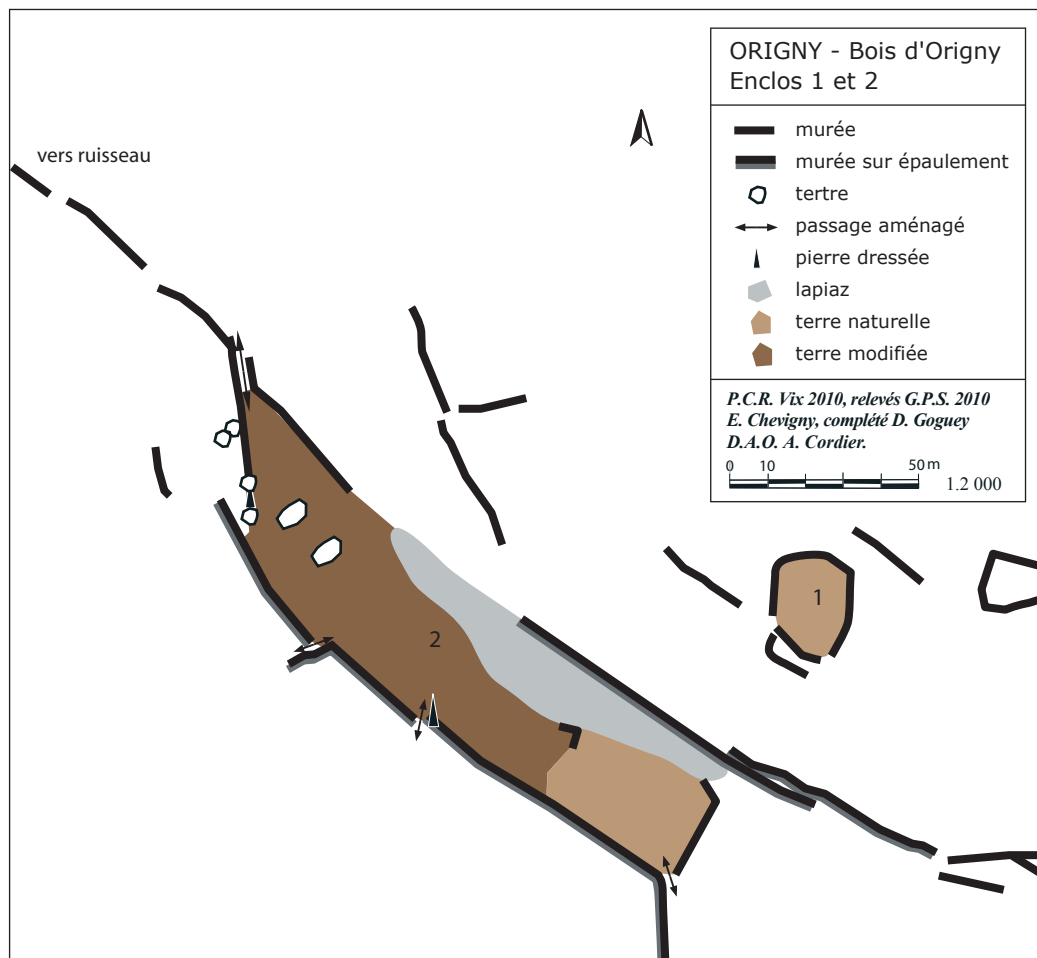 ORIGNY - Bois d'Origny
Enclos 1 et 2
murée
murée sur épaulement
tertre
passage aménagé
pierre dressée
lapiaz
terre naturelle
terre modifiée
P.C.R. Vix 2010, relevés G.P.S. 2010
E. Chevigny, complété D. Goguey
D.A.O. A. Cordier.
0 10 50 m
1.2 000
vers ruisseau
1
2